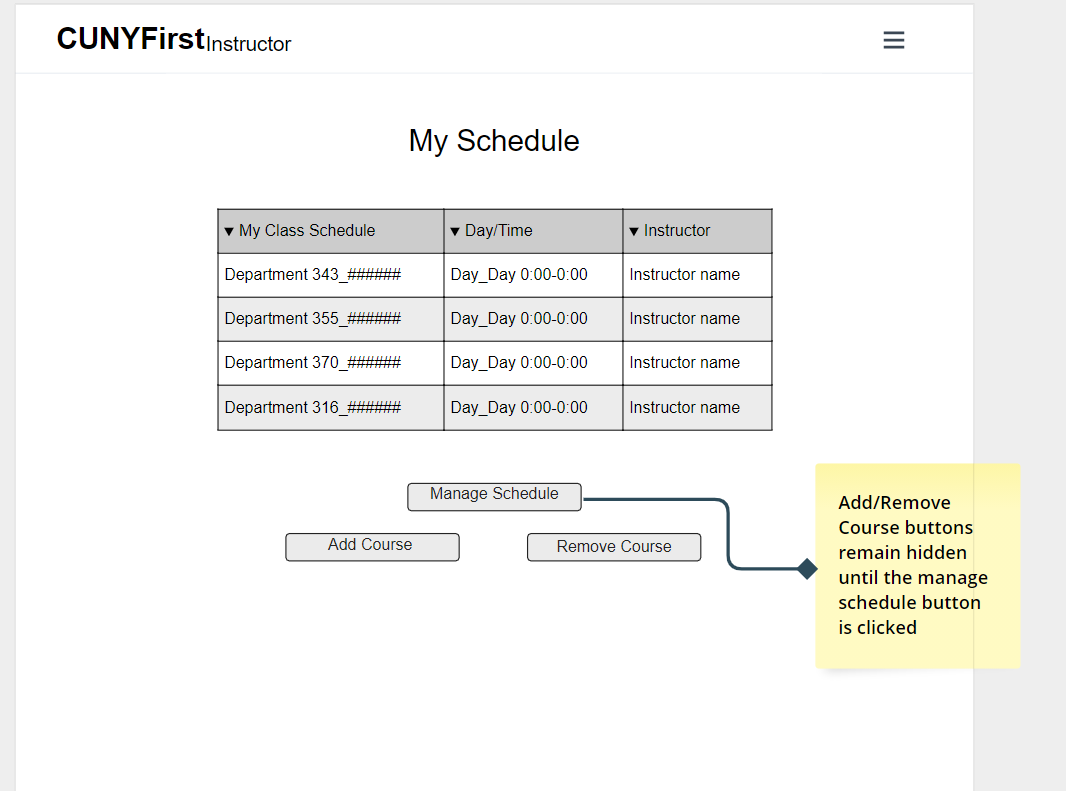 CUNYFirst Instructor
My Schedule
▼ My Class Schedule ▼ Day/Time ▼ Instructor
Department 343_###### Day_Day 0:00-0:00 Instructor name
Department 355_###### Day_Day 0:00-0:00 Instructor name
Department 370_###### Day_Day 0:00-0:00 Instructor name
Department 316_###### Day_Day 0:00-0:00 Instructor name
Manage Schedule
Add Course Remove Course
Add/Remove
Course buttons
remain hidden
until the manage
schedule button
is clicked